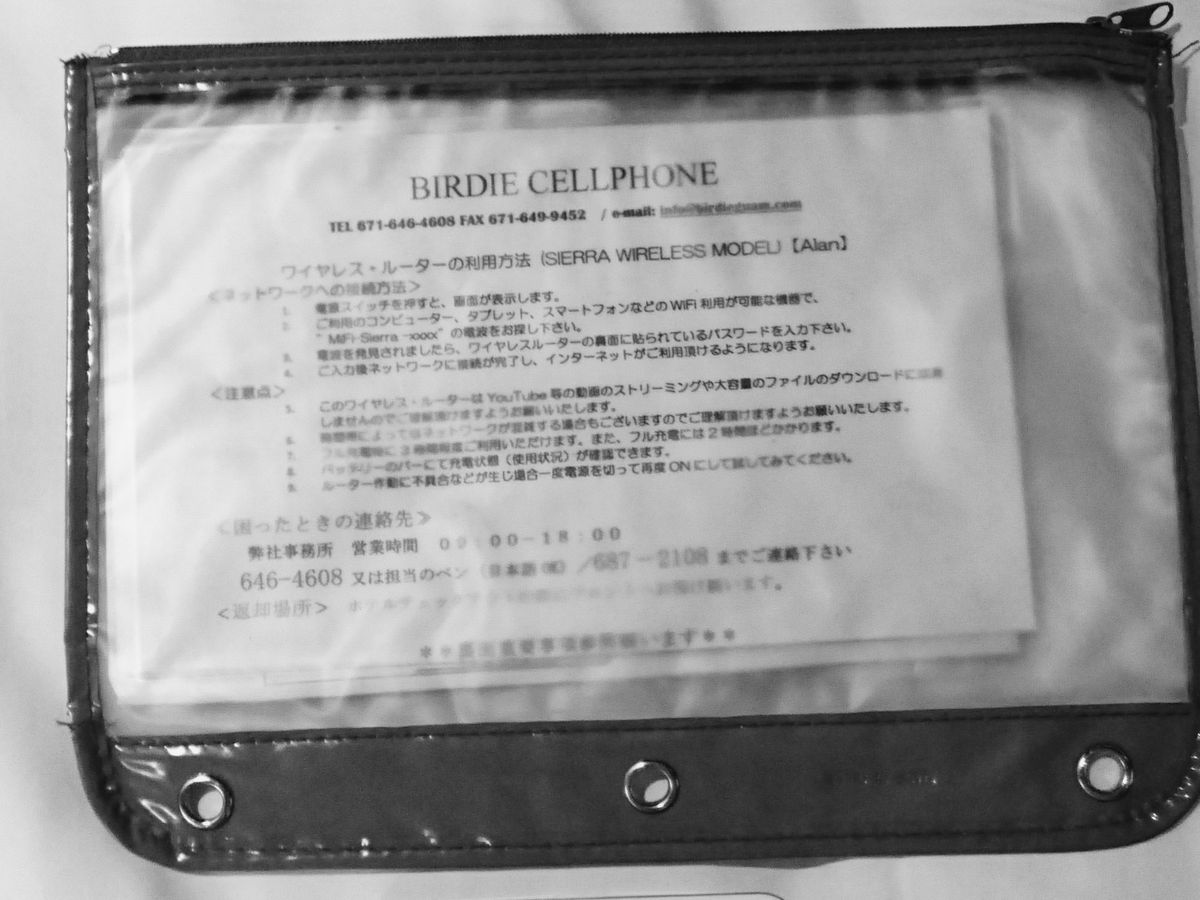 BIRDIE CELLPHONE
TEL 671-646-4608 FAX 671-649-9452 / e-mail: info@birdieguam.com
ワイヤレス・ルーターの利用方法 (SIERRA WIRELESS MODEL)【Alan】
<ネットワークへの接続方法>
1. 電源スイッチを押すと、画面が表示します。
2. ご利用のコンピューター、タブレット、スマートフォンなどのWiFi利用が可能な機器で、
"MiFi-Sierra -xxxx" の電波をお探し下さい。
3. 電波を発見されましたら、ワイヤレスルーターの裏面に貼られているパスワードを入力下さい。
4. ご入力後ネットワークに接続が完了し、インターネットがご利用頂けるようになります。
<注意点>
5. このワイヤレス・ルーターは YouTube 等の動画のストリーミングや大容量のファイルのダウンロードに
しませんのでご理解頂けますようお願いいたします。
6. 時間帯によってはネットワークが混雑する場合もございますのでご理解頂けますようお願いいたします。
7. フル充電時に3時間程度ご利用いただけます。また、フル充電には2時間ほどかかります。
8. バッテリーのバーにて充電状態(使用状況)が確認できます。
9. ルーター作動に不具合などが生じ場合一度電源を切って再度ONにして試してみてください。
<困ったときの連絡先>
弊社事務所 営業時間 09:00-18:00
646-4608 又は担当のベン (日本語 /687-2108 までご連絡下さい
<返却場所>